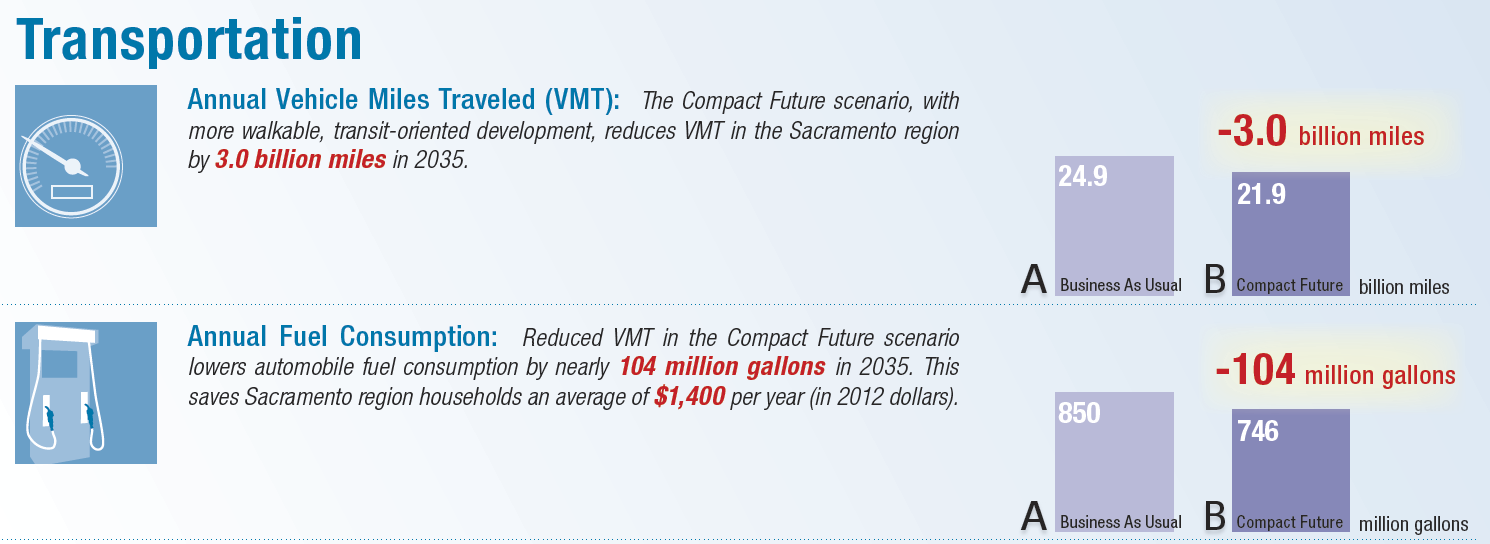 Transportation
Annual Vehicle Miles Traveled (VMT): The Compact Future scenario, with
more walkable, transit-oriented development, reduces VMT in the Sacramento region
by 3.0 billion miles in 2035.
-3.0 billion miles
24.9
21.9
A Business As Usual B Compact Future billion miles
Annual Fuel Consumption: Reduced VMT in the Compact Future scenario
lowers automobile fuel consumption by nearly 104 million gallons in 2035. This
saves Sacramento region households an average of $1,400 per year (in 2012 dollars).
-104 million gallons
850
746
A Business As Usual B Compact Future million gallons